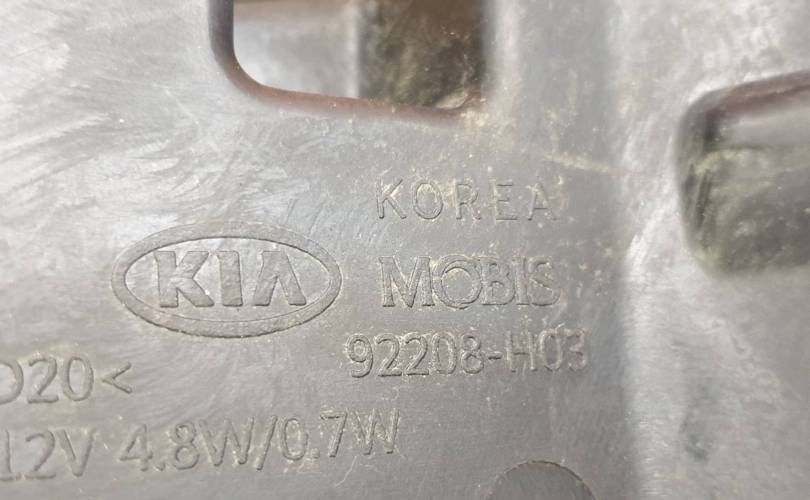 KOREA
KIA MOBIS
92208-H03
D20<
12V 4.8W/0.7W